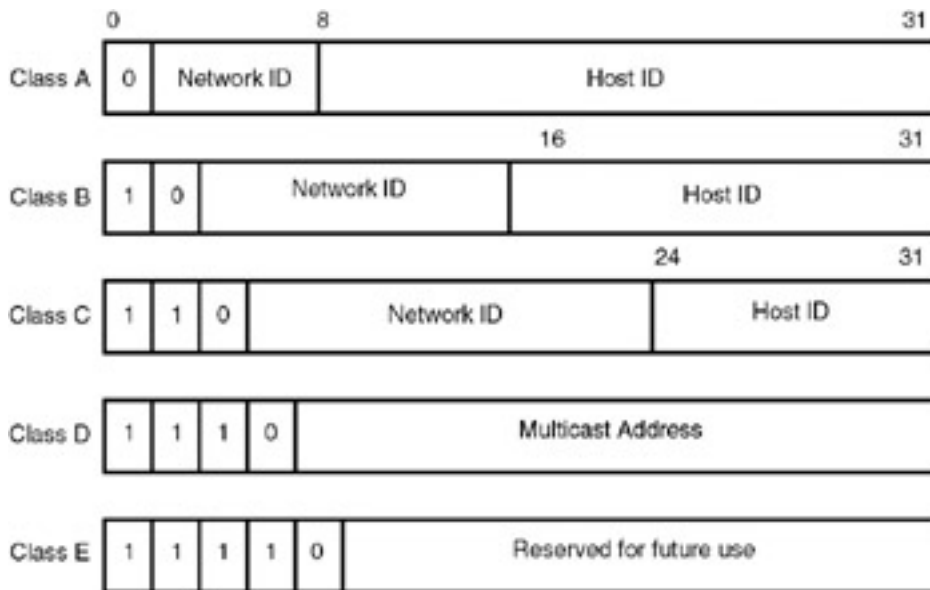 0 8 31
Class A 0 Network ID Host ID
16 31
Class B 1 0 Network ID Host ID
24 31
Class C 1 1 0 Network ID Host ID
Class D 1 1 1 0 Multicast Address
Class E 1 1 1 1 0 Reserved for future use